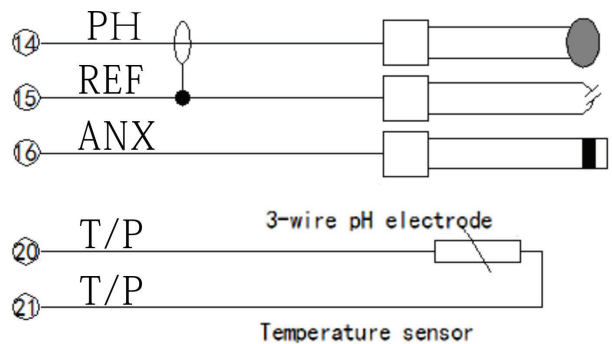 14 PH
15 REF
16 ANX
3-wire pH electrode
20 T/P
21 T/P
Temperature sensor